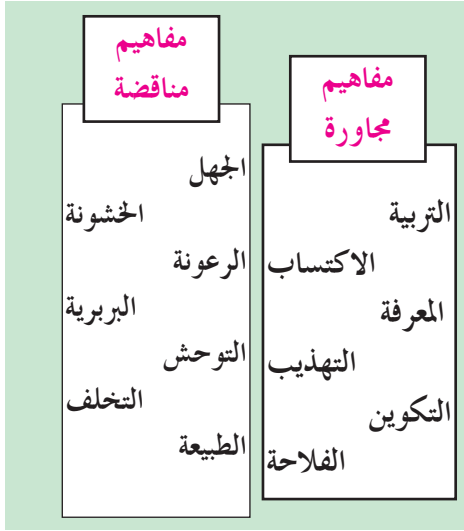 مفاهيم
مجاورة
التربية
الاكتساب
المعرفة
التهذيب
التكوين
الفلاحة
مفاهيم
مناقضة
الجهل
الخشونة
الرعونة
البربرية
التوحش
التخلف
الطبيعة